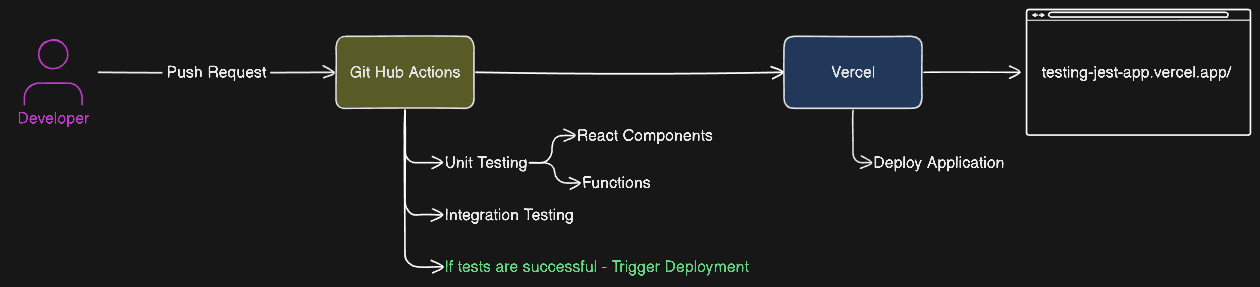 Developer
Push Request
Git Hub Actions
Vercel
testing-jest-app.vercel.app/
Unit Testing
React Components
Functions
Integration Testing
If tests are successful - Trigger Deployment
Deploy Application